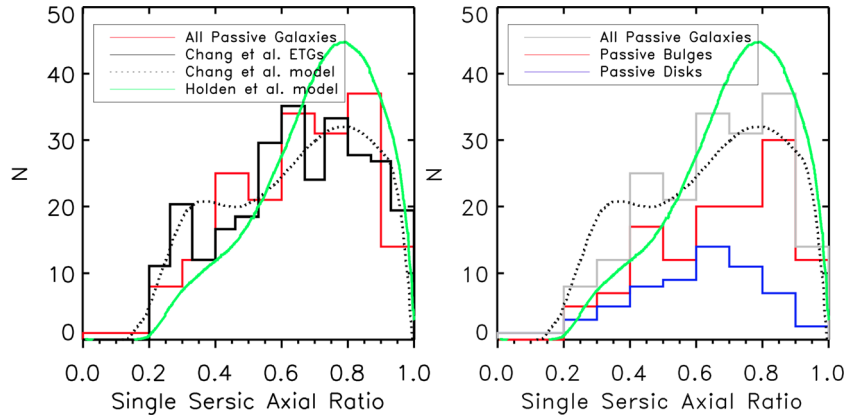 All Passive Galaxies
Chang et al. ETGs
Chang et al. model
Holden et al. model
50
40
30
20
10
0
N
0.0 0.2 0.4 0.6 0.8 1.0
Single Sersic Axial Ratio
All Passive Galaxies
Passive Bulges
Passive Disks
50
40
30
20
10
0
N
0.0 0.2 0.4 0.6 0.8 1.0
Single Sersic Axial Ratio